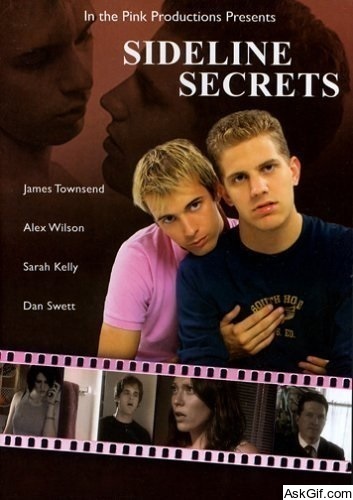 In the Pink Productions Presents
SIDELINE
SECRETS
James Townsend
Alex Wilson
Sarah Kelly
Dan Swett
AskGif.com